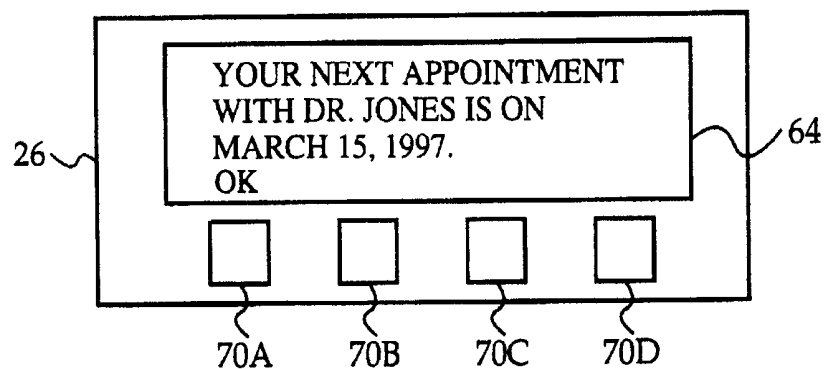 YOUR NEXT APPOINTMENT
WITH DR. JONES IS ON
MARCH 15, 1997.
OK
26
64
70A 70B 70C 70D